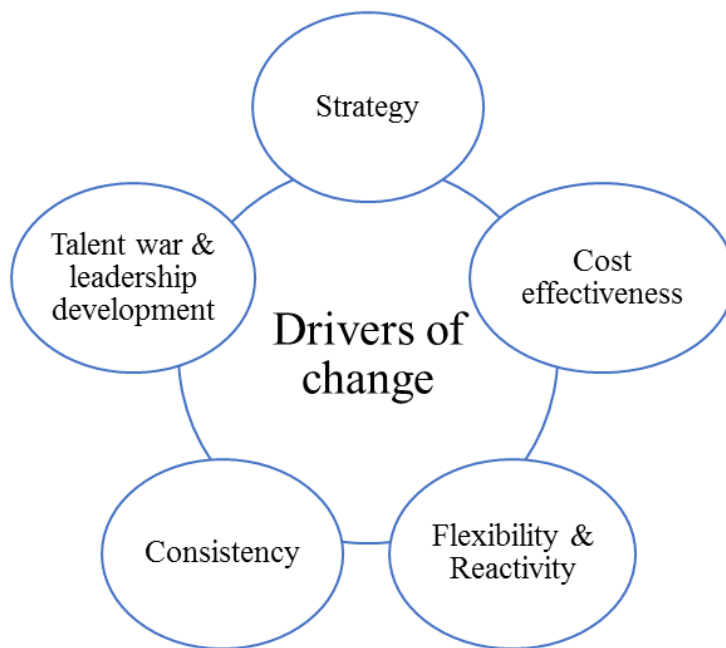 Strategy
Talent war &
leadership
development
Cost
effectiveness
Drivers of
change
Consistency
Flexibility &
Reactivity